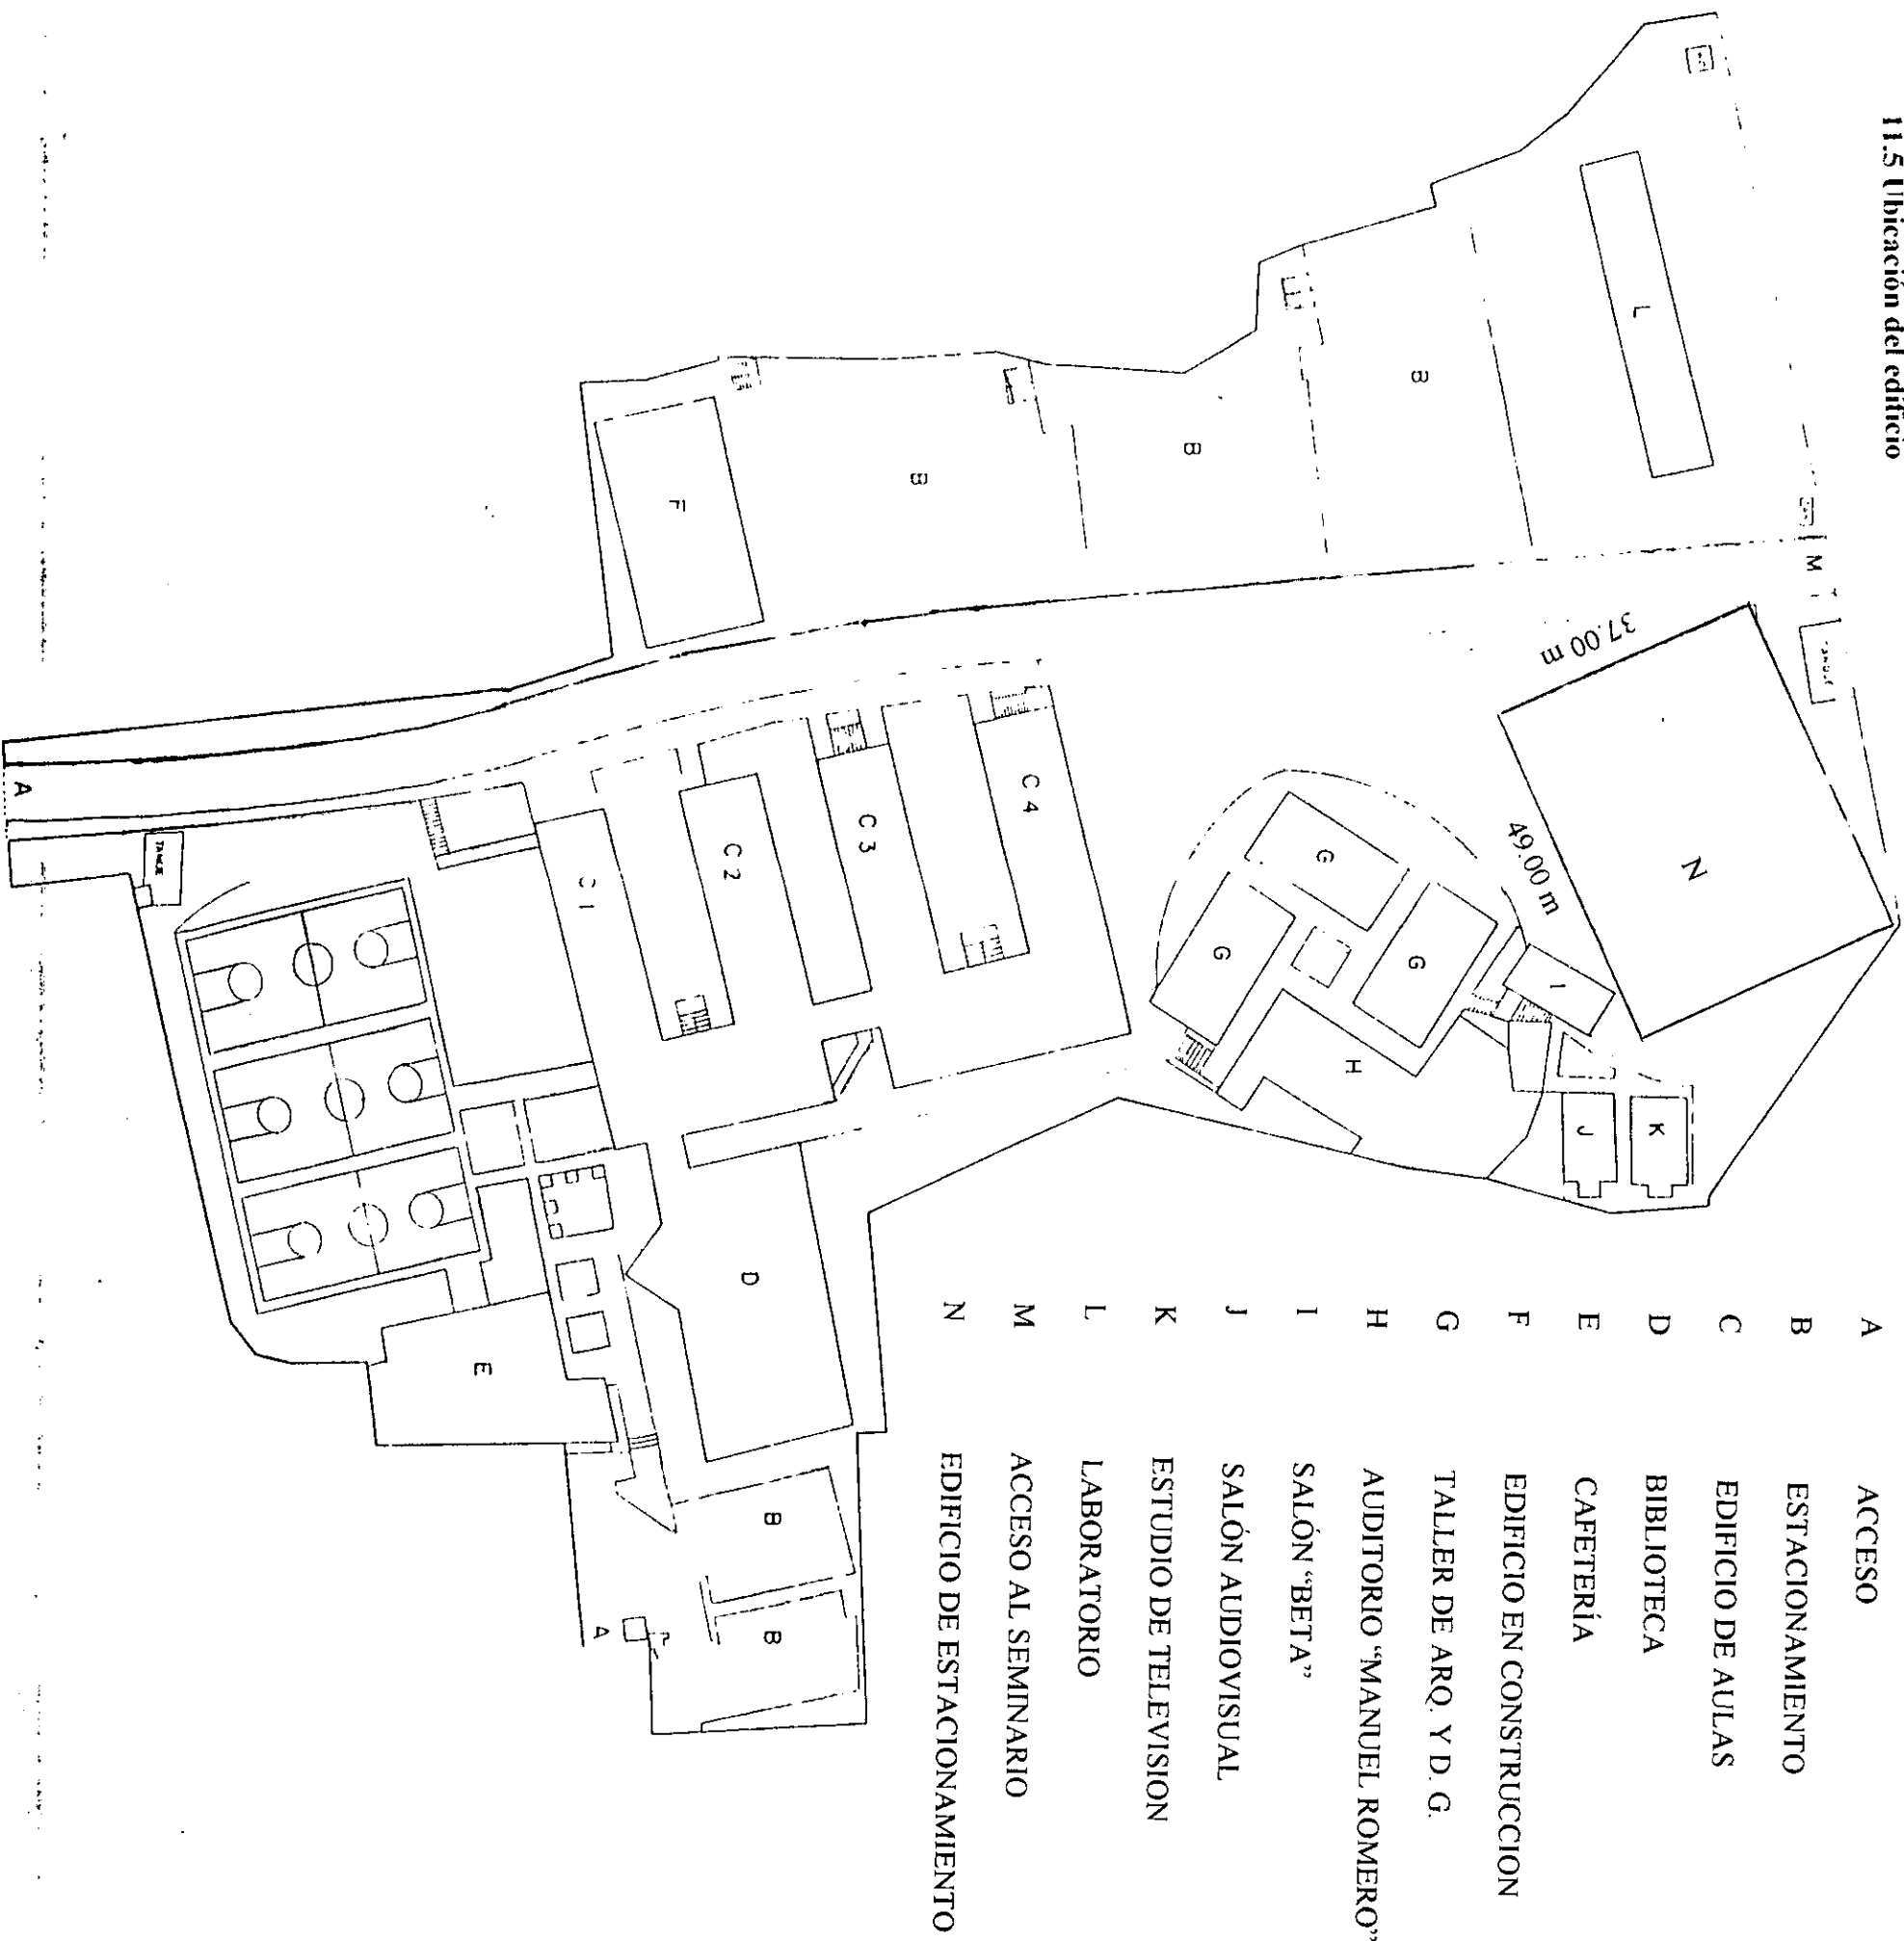 11.5 Ubicación del edificio
A ACCESO
B ESTACIONAMIENTO
C EDIFICIO DE AULAS
D BIBLIOTECA
E CAFETERÍA
F EDIFICIO EN CONSTRUCCION
G TALLER DE ARQ. Y D. G.
H AUDITORIO "MANUEL ROMERO"
I SALÓN "BETA"
J SALÓN AUDIOVISUAL
K ESTUDIO DE TELEVISION
L LABORATORIO
M ACCESO AL SEMINARIO
N EDIFICIO DE ESTACIONAMIENTO
M
L
37.00 m
N
49.00 m
B
B
B
F
I
K
J
G
G
G
H
C 4
C 3
C 2
C 1
A
TANQUE
D
E
B
B
A